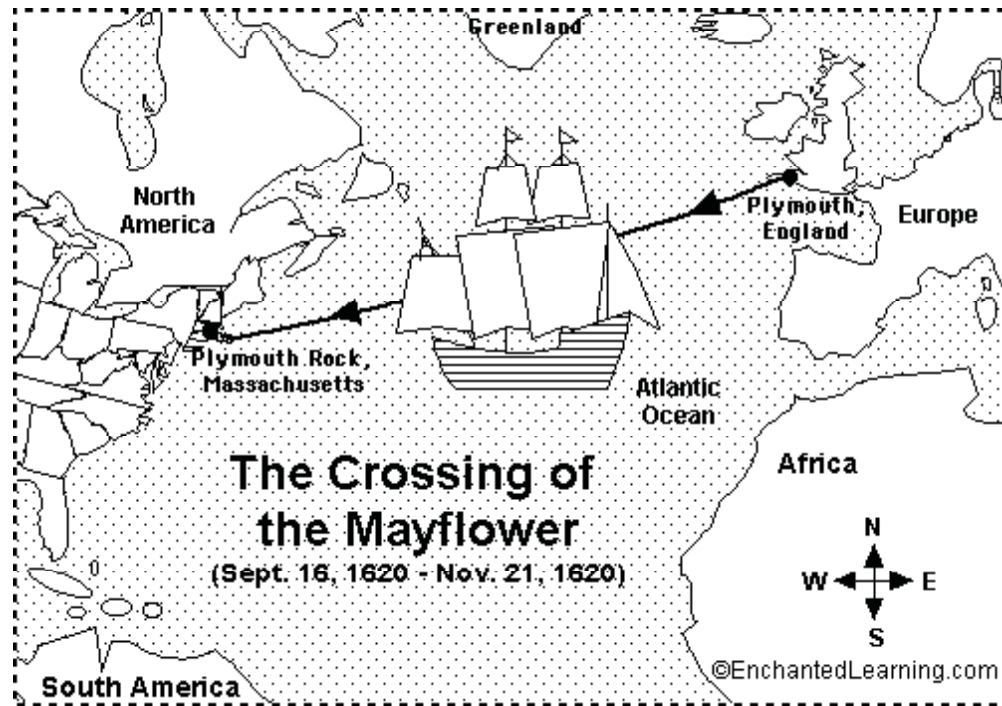 Greenland
North
America
Plymouth,
England
Europe
Plymouth Rock,
Massachusetts
Atlantic
Ocean
Africa
The Crossing of
the Mayflower
(Sept. 16, 1620 - Nov. 21, 1620)
N
W E
S
South America
©EnchantedLearning.com